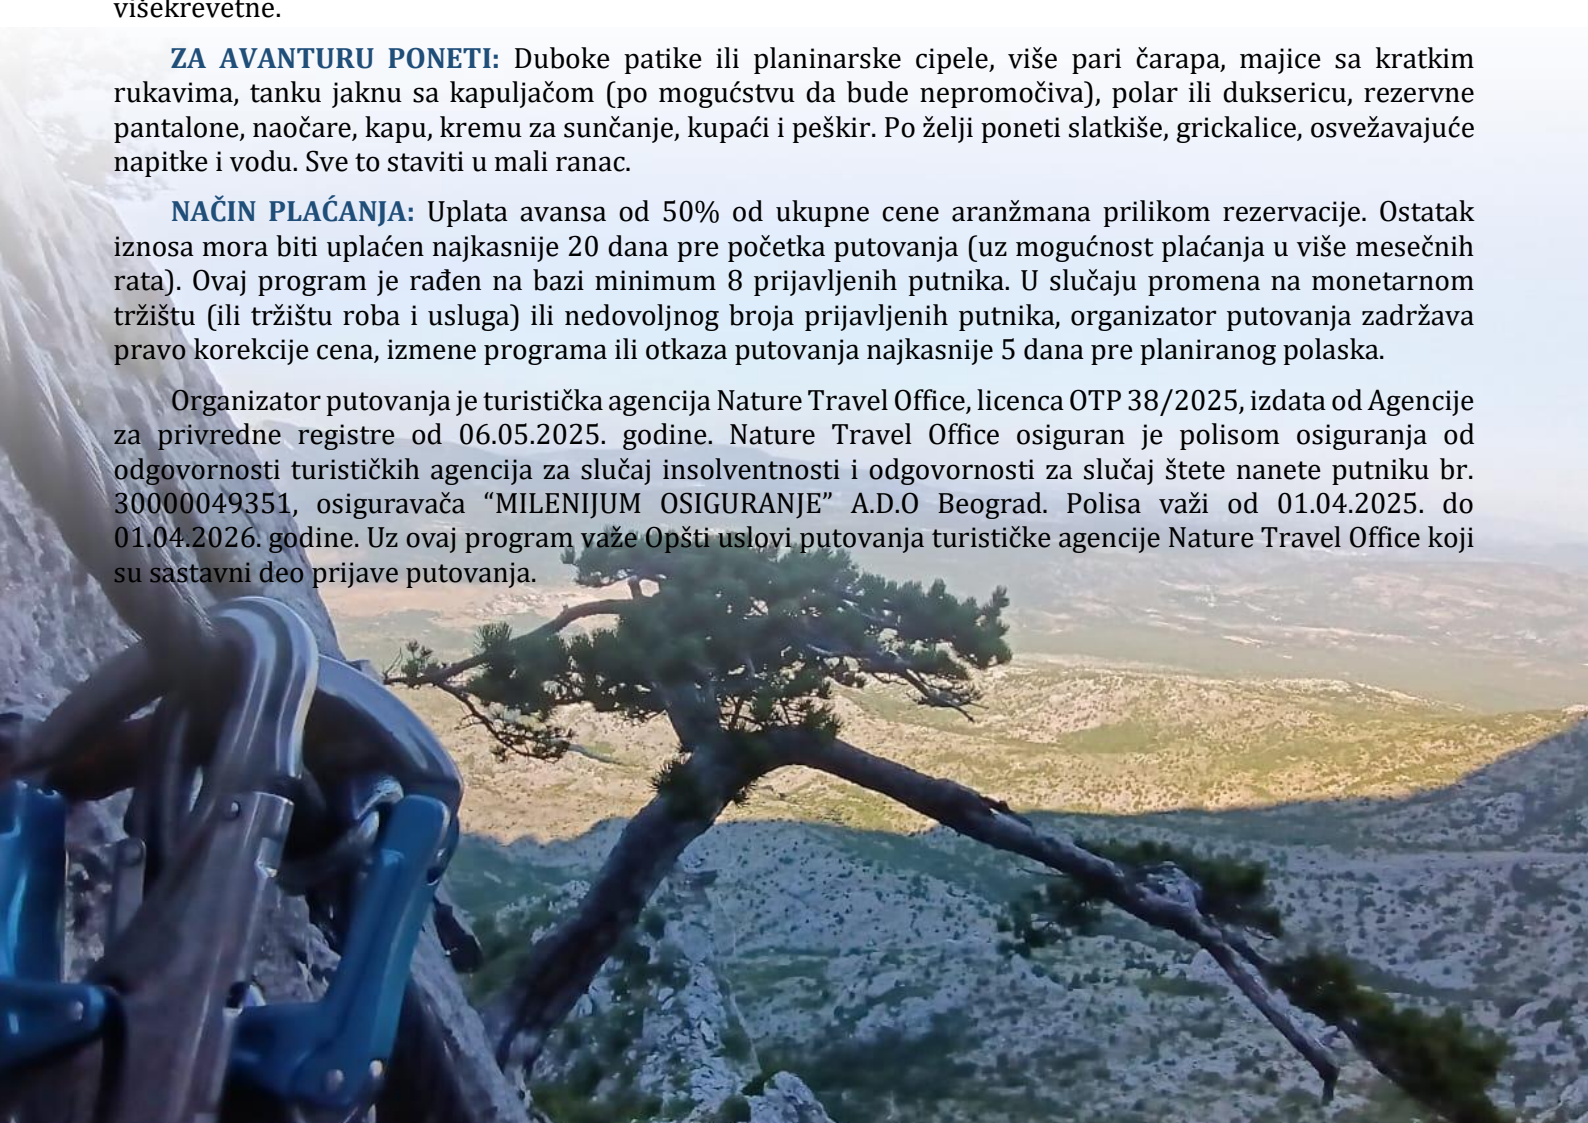 višekrevetne.
ZA AVANTURU PONETI: Duboke patike ili planinarske cipele, više pari čarapa, majice sa kratkim
rukavima, tanku jaknu sa kapuljačom (po mogućstvu da bude nepromočiva), polar ili duksericu, rezervne
pantalone, naočare, kapu, kremu za sunčanje, kupaći i peškir. Po želji poneti slatkiše, grickalice, osvežavajuće
napitke i vodu. Sve to staviti u mali ranac.
NAČIN PLAĆANJA: Uplata avansa od 50% od ukupne cene aranžmana prilikom rezervacije. Ostatak
iznosa mora biti uplaćen najkasnije 20 dana pre početka putovanja (uz mogućnost plaćanja u više mesečnih
rata). Ovaj program je rađen na bazi minimum 8 prijavljenih putnika. U slučaju promena na monetarnom
tržištu (ili tržištu roba i usluga) ili nedovoljnog broja prijavljenih putnika, organizator putovanja zadržava
pravo korekcije cena, izmene programa ili otkaza putovanja najkasnije 5 dana pre planiranog polaska.
Organizator putovanja je turistička agencija Nature Travel Office, licenca OTP 38/2025, izdata od Agencije
za privredne registre od 06.05.2025. godine. Nature Travel Office osiguran je polisom osiguranja od
odgovornosti turističkih agencija za slučaj insolventnosti i odgovornosti za slučaj štete nanete putniku br.
30000049351, osiguravača “MILENIJUM OSIGURANJE” A.D.O Beograd. Polisa važi od 01.04.2025. do
01.04.2026. godine. Uz ovaj program važe Opšti uslovi putovanja turističke agencije Nature Travel Office koji
su sastavni deo prijave putovanja.